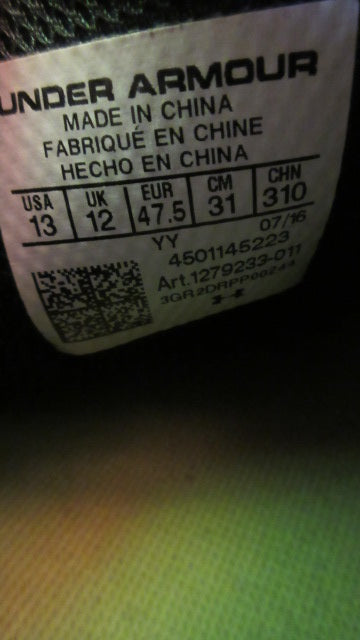 UNDER ARMOUR
MADE IN CHINA
FABRIQUÉ EN CHINE
HECHO EN CHINA
USA UK EUR CM CHN
13 12 47.5 31 310
YY 07/16
4501145223
Art.1279233-011
3GR2DRPP00244